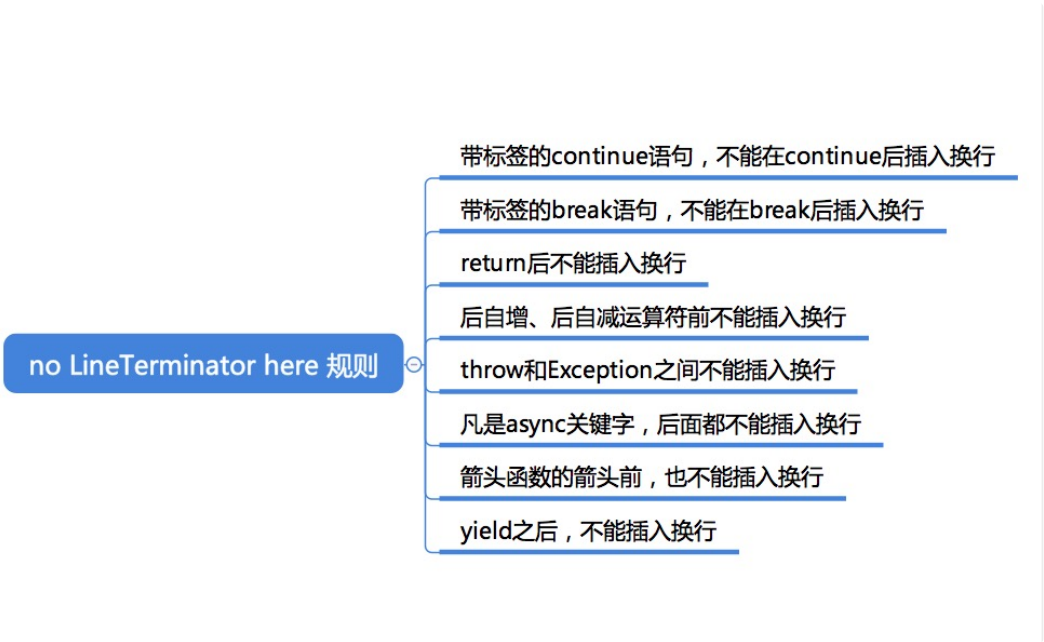 带标签的continue语句，不能在continue后插入换行
带标签的break语句，不能在break后插入换行
return后不能插入换行
后自增、后自减运算符前不能插入换行
no LineTerminator here 规则
throw和Exception之间不能插入换行
凡是async关键字，后面都不能插入换行
箭头函数的箭头前，也不能插入换行
yield之后，不能插入换行